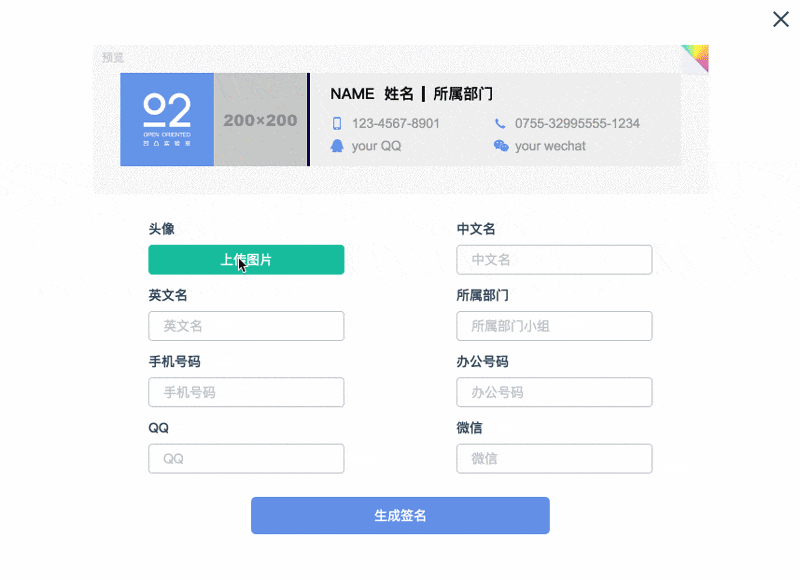 预览
O2
OPEN ORIENTED
200×200
NAME 姓名 | 所属部门
123-4567-8901
0755-32995555-1234
your QQ
your wechat
头像
中文名
上传图片
中文名
英文名
所属部门
英文名
所属部门小组
手机号码
办公号码
手机号码
办公号码
QQ
微信
QQ
微信
生成签名